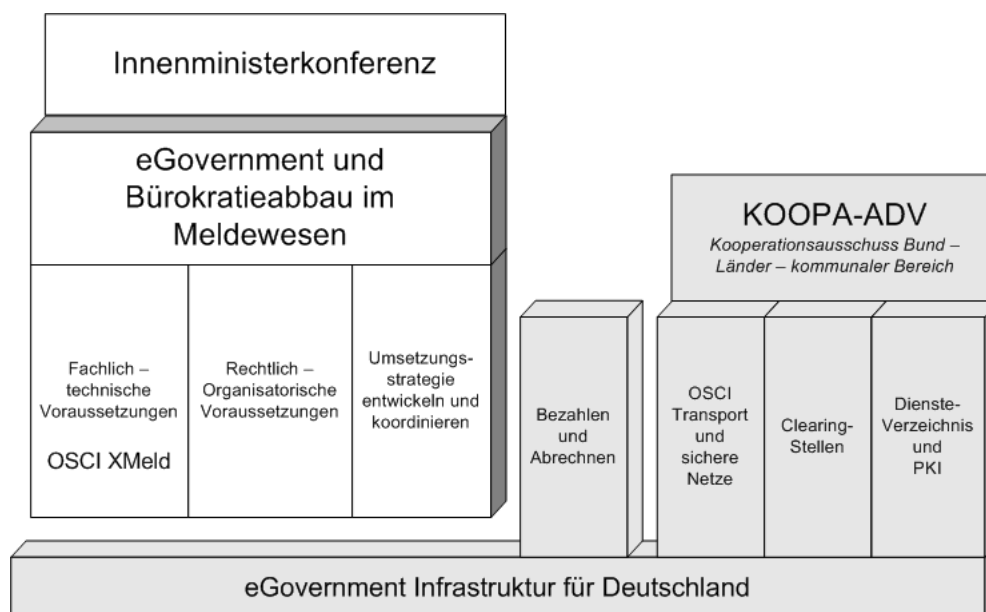 Innenministerkonferenz
eGovernment und
Bürokratieabbau im
Meldewesen
Fachlich –
technische
Voraussetzungen
OSCI XMeld
Rechtlich –
Organisatorische
Voraussetzungen
Umsetzungs-
strategie
entwickeln und
koordinieren
Bezahlen
und
Abrechnen
KOOPA-ADV
Kooperationsausschuss Bund –
Länder – kommunaler Bereich
OSCI
Transport
und
sichere
Netze
Clearing-
Stellen
Dienste-
Verzeichnis
und
PKI
eGovernment Infrastruktur für Deutschland